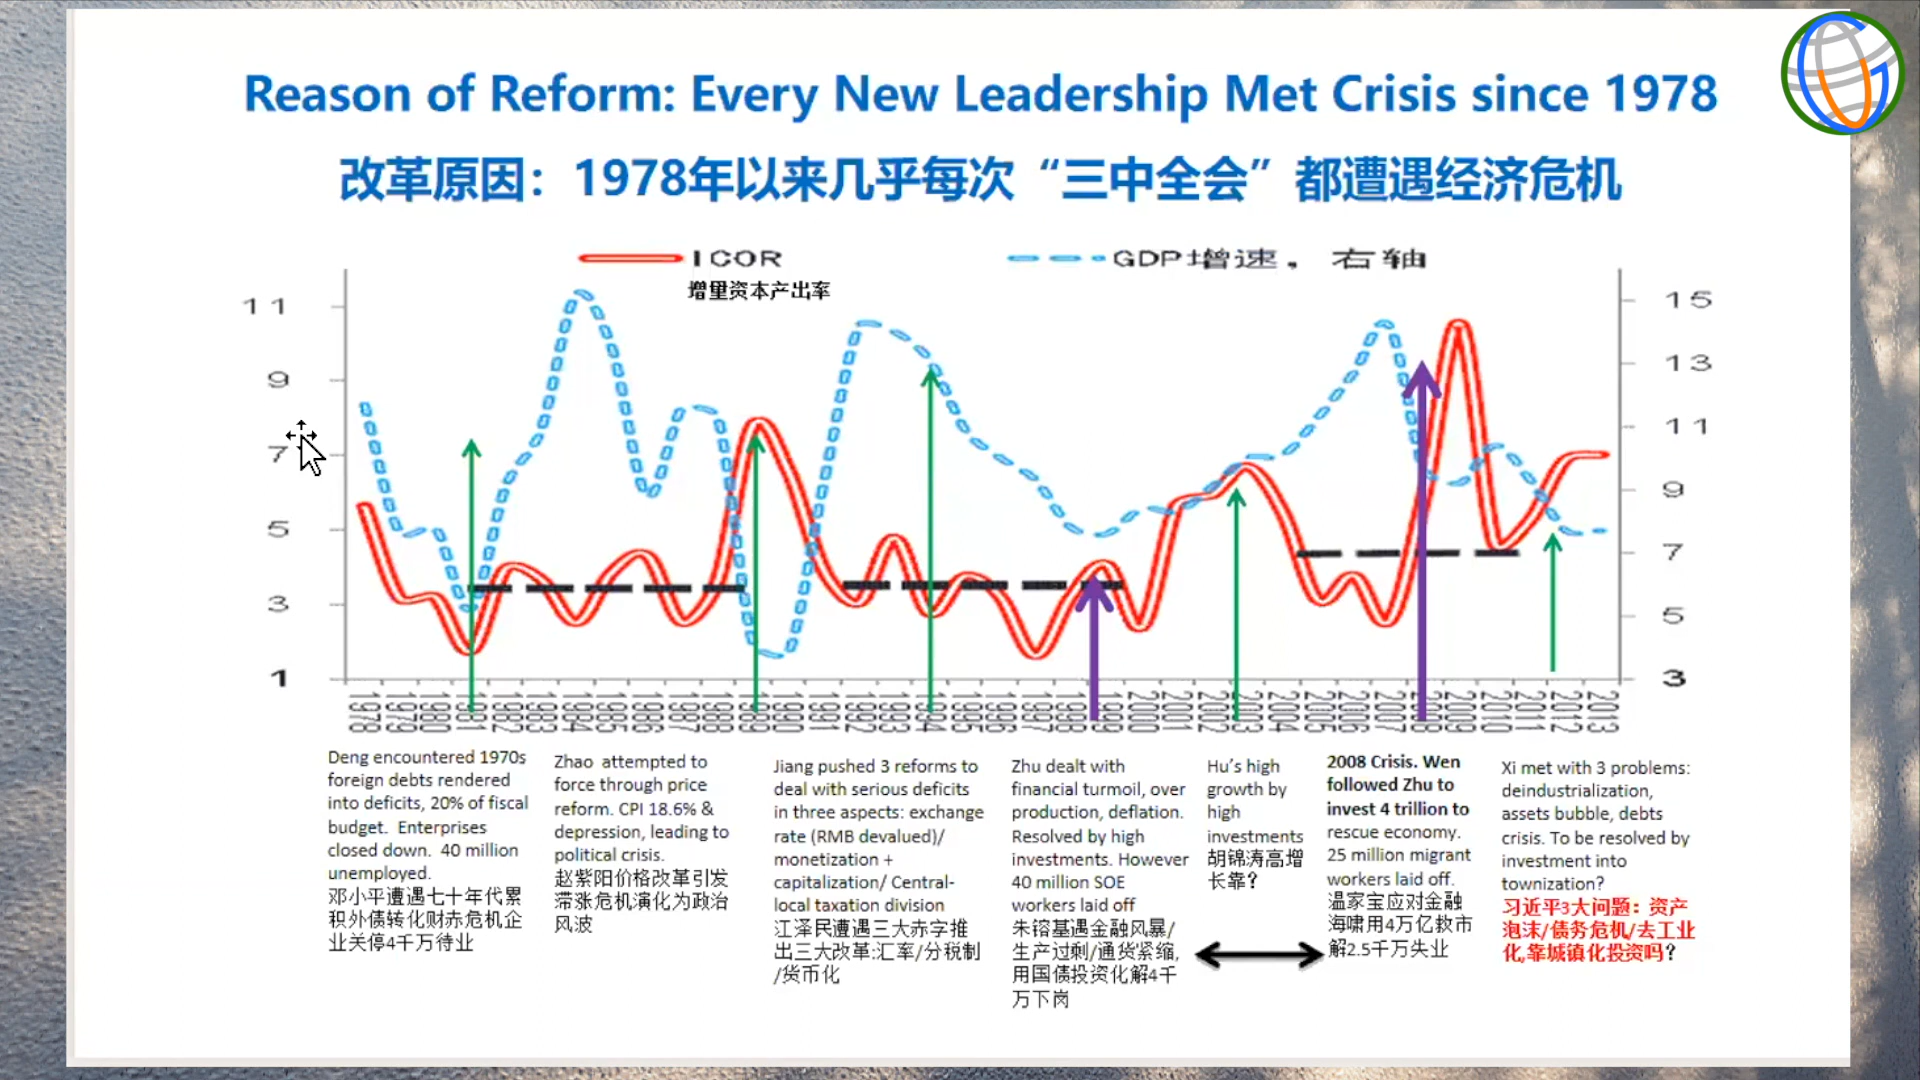 Reason of Reform: Every New Leadership Met Crisis since 1978
改革原因：1978年以来几乎每次“三中全会”都遭遇经济危机
ICOR
增量资本产出率
GDP增速，右轴
11
9
7
5
3
1
15
13
11
9
7
5
3
1978
1979
1980
1981
1982
1983
1994
1995
1986
1987
1988
1989
1990
1991
1992
1993
1994
1995
1996
1997
1998
1999
2000
2001
2002
2003
2004
2005
2006
2007
2008
2009
2010
2011
2012
2013
Deng encountered 1970s
foreign debts rendered
into deficits, 20% of fiscal
budget. Enterprises
closed down. 40 million
unemployed.
邓小平遭遇七十年代累
积外债转化财赤危机企
业关停4千万待业
Zhao attempted to
force through price
reform. CPI 18.6% &
depression, leading to
political crisis.
赵紫阳价格改革引发
滞涨危机演化为政治
风波
Jiang pushed 3 reforms to
deal with serious deficits
in three aspects: exchange
rate (RMB devalued)/
monetization +
capitalization/ Central-
local taxation division
江泽民遭遇三大赤字推
出三大改革:汇率/分税制
/货币化
Zhu dealt with
financial turmoil, over
production, deflation.
Resolved by high
investments. However
40 million SOE
workers laid off
朱镕基遇金融风暴/
生产过剩/通货紧缩,
用国债投资化解4千
万下岗
Hu's high
growth by
high
investments
胡锦涛高增
长靠?
2008 Crisis. Wen
followed Zhu to
invest 4 trillion to
rescue economy.
25 million migrant
workers laid off.
温家宝应对金融
海啸用4万亿救市
解2.5千万失业
Xi met with 3 problems:
deindustrialization,
assets bubble, debts
crisis. To be resolved by
investment into
townization?
习近平3大问题：资产
泡沫/债务危机/去工业
化,靠城镇化投资吗?